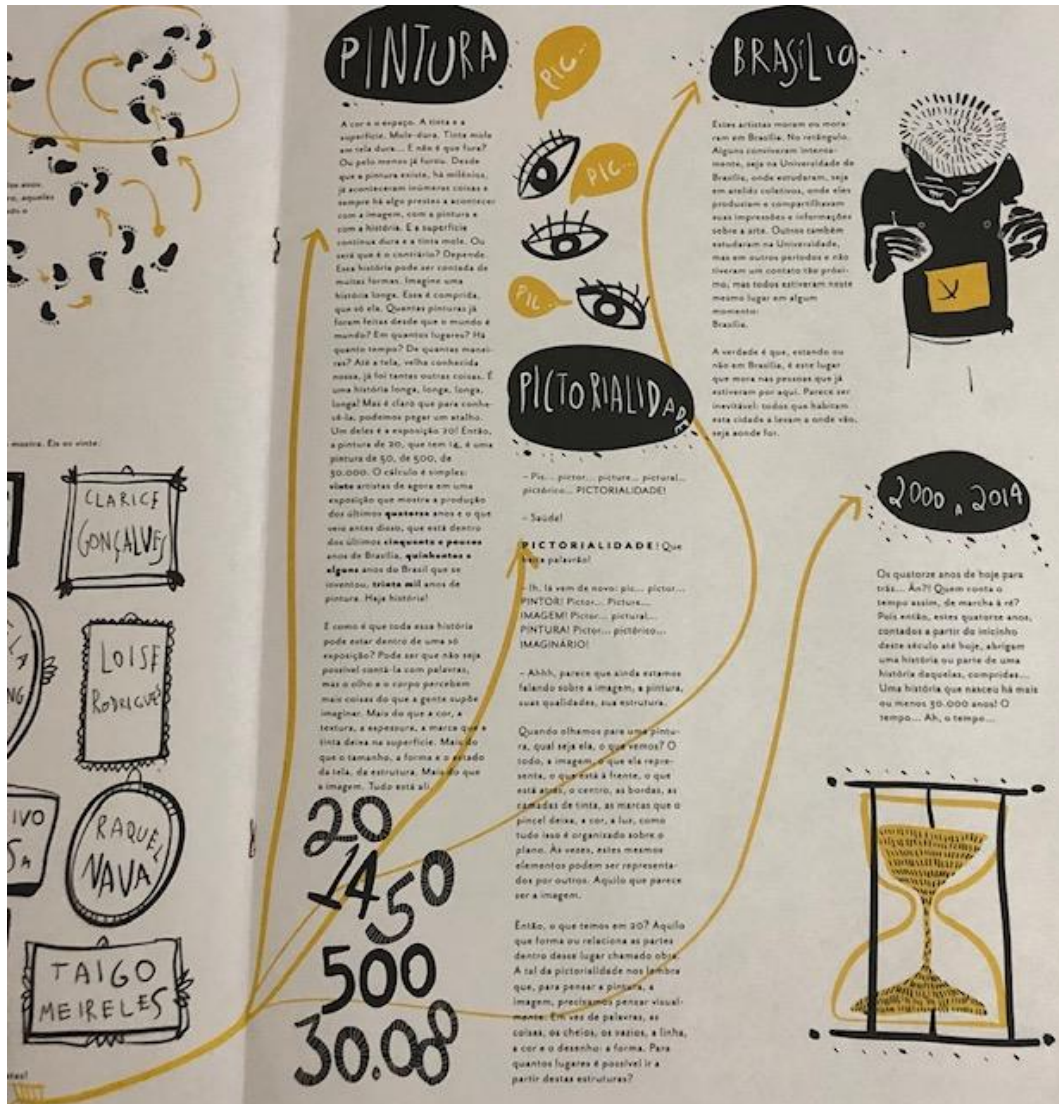 PINTURA
A cor e o espaço. A tinta e a
superfície. Mole-dura. Tinta mole
em tela dura... E não é que fura?
Ou pelo menos já furou. Desde
que a pintura existe, há milênios,
já aconteceram inúmeras coisas e
sempre há algo prestes a acontecer
com a imagem, com a pintura e
com a história. E a superfície
continua dura e a tinta mole. Ou
será que é o contrário? Depende.
Essa história pode ser contada de
muitas formas. Imagine uma
história longa. Essa é comprida,
que só ela. Quantas pinturas já
foram feitas desde que o mundo é
mundo? Em quantos lugares? Há
quanto tempo? De quantas manei-
ras? Até a tela, velha conhecida
nossa, já foi tantas outras coisas. É
uma história longa, longa, longa,
longa! Mas é claro que para conhe-
cê-la, podemos pegar um atalho.
Um deles é a exposição 20! Então,
a pintura de 20, que tem 14, é uma
pintura de 50, de 500, de
30.000. O cálculo é simples:
vinte artistas de agora em uma
exposição que mostra a produção
dos últimos quatorze anos e o que
veio antes disso, que está dentro
dos últimos cinquenta e poucos
anos de Brasília, quinhentos e
alguns anos do Brasil que se
inventou, trinta mil anos de
pintura. Haja história!
E como é que toda essa história
pode estar dentro de uma só
exposição? Pode ser que não seja
possível contá-la com palavras,
mas o olho e o corpo percebem
mais coisas do que a gente supõe
imaginar. Mais do que a cor, a
textura, a espessura, a marca que a
tinta deixa na superfície. Mais do
que o tamanho, a forma e o estado
da tela, da estrutura. Mais do que
a imagem. Tudo está ali.
20
14
50
500
30.000
PIC...
PIC...
PIC...
PICTORIALIDADE
– Pic... pictor... picture... pictural...
pictórico... PICTORIALIDADE!
– Saúde!
PICTORIALIDADE! Que
baita palavrão!
– Ih, lá vem de novo: pic... pictor...
PINTOR! Pictor... Picture...
IMAGEM! Pictor... pictural...
PINTURA! Pictor... pictórico...
IMAGINÁRIO!
– Ahhh, parece que ainda estamos
falando sobre a imagem, a pintura,
suas qualidades, sua estrutura.
Quando olhamos para uma pintu-
ra, qual seja ela, o que vemos? O
todo, a imagem, o que ela repre-
senta, o que está à frente, o que
está atrás, o centro, as bordas, as
camadas de tinta, as marcas que o
pincel deixa, a cor, a luz, como
tudo isso é organizado sobre o
plano. Às vezes, estes mesmos
elementos podem ser representa-
dos por outros. Aquilo que parece
ser a imagem.
Então, o que temos em 20? Aquilo
que forma ou relaciona as partes
dentro desse lugar chamado obra.
A tal da pictorialidade nos lembra
que, para pensar a pintura, a
imagem, precisamos pensar visual-
mente. Em vez de palavras, as
coisas, os cheios, os vazios, a linha,
a cor e o desenho: a forma. Para
quantos lugares é possível ir a
partir destas estruturas?
BRASÍLIA
Estes artistas moram ou mora-
ram em Brasília. No retângulo.
Alguns conviveram intensa-
mente, seja na Universidade de
Brasília, onde estudaram, seja
em ateliês coletivos, onde eles
produziam e compartilhavam
suas impressões e informações
sobre a arte. Outros também
estudaram na Universidade,
mas em outros períodos e não
tiveram um contato tão próxi-
mo, mas todos estiveram neste
mesmo lugar em algum
momento:
Brasília.
A verdade é que, estando ou
não em Brasília, é este lugar
que mora nas pessoas que já
estiveram por aqui. Parece ser
inevitável: todos que habitam
esta cidade a levam a onde vão,
seja aonde for.
2000 A 2014
Os quatorze anos de hoje para
trás... Ãn?! Quem conta o
tempo assim, de marcha à ré?
Pois então, estes quatorze anos,
contados a partir do inicinho
deste século até hoje, abrigam
uma história ou parte de uma
história daquelas, compridas...
Uma história que nasceu há mais
ou menos 30.000 anos! O
tempo... Ah, o tempo...
mostra. Eis os vinte:
CLARICE
GONÇALVES
LOISE
RODRIGUES
RAQUEL
NAVA
TAIGO
MEIRELES